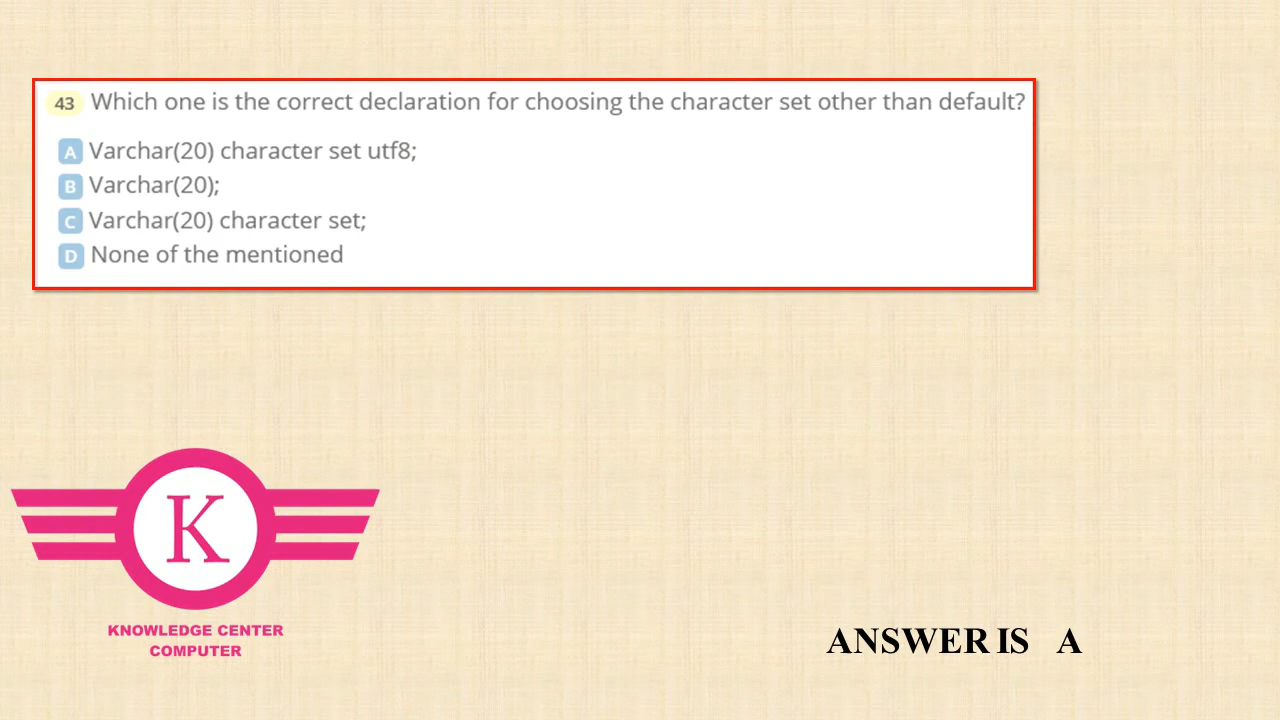 43 Which one is the correct declaration for choosing the character set other than default?
A Varchar(20) character set utf8;
B Varchar(20);
C Varchar(20) character set;
D None of the mentioned
K
KNOWLEDGE CENTER
COMPUTER
ANSWER IS A